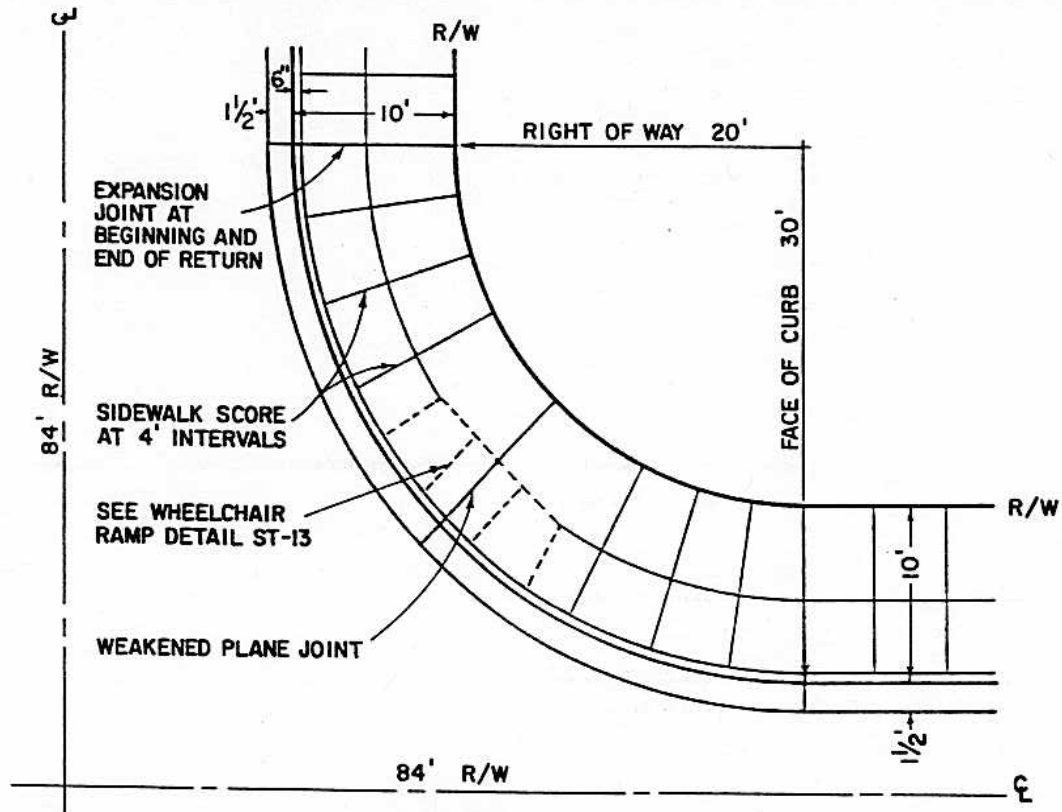 ℄
R/W
6"
1½'
10'
RIGHT OF WAY 20'
EXPANSION
JOINT AT
BEGINNING AND
END OF RETURN
FACE OF CURB 30'
84' R/W
SIDEWALK SCORE
AT 4' INTERVALS
SEE WHEELCHAIR
RAMP DETAIL ST-13
R/W
10'
WEAKENED PLANE JOINT
1½'
84' R/W
℄